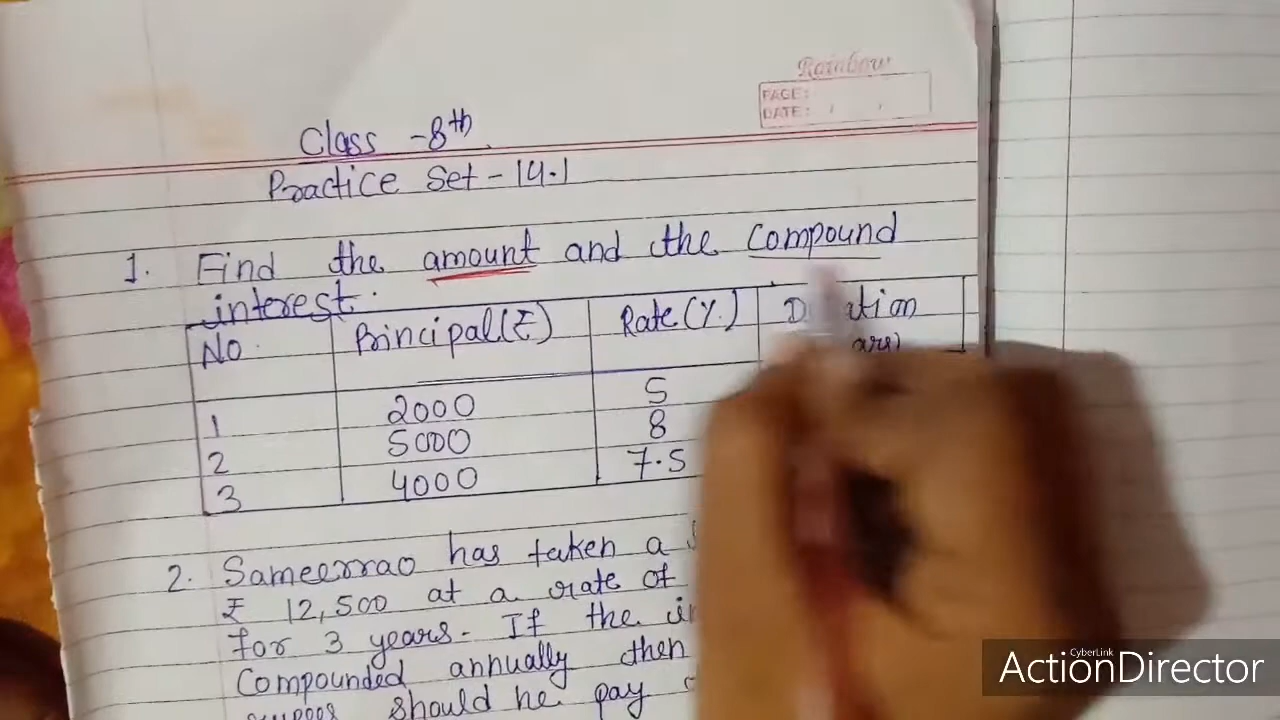 Rainbow
PAGE:
DATE:
Class - 8th
Practice Set - 14.1
1. Find the amount and the compound
interest.
No. Principal (₹) Rate (%)
1 2000 5
2 5000 8
3 4000 7.5
2. Sameerrao has taken a
₹ 12,500 at a rate of
for 3 years. If the
compounded annually then
should he pay
CyberLink
ActionDirector